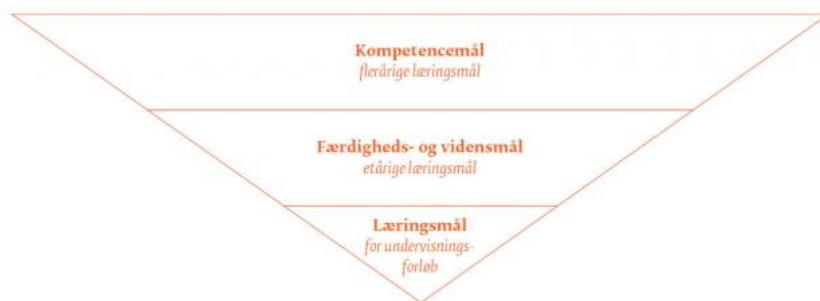 Kompetencemål
flerårige læringsmål
Færdigheds- og vidensmål
etårige læringsmål
Læringsmål
for undervisnings-
forløb